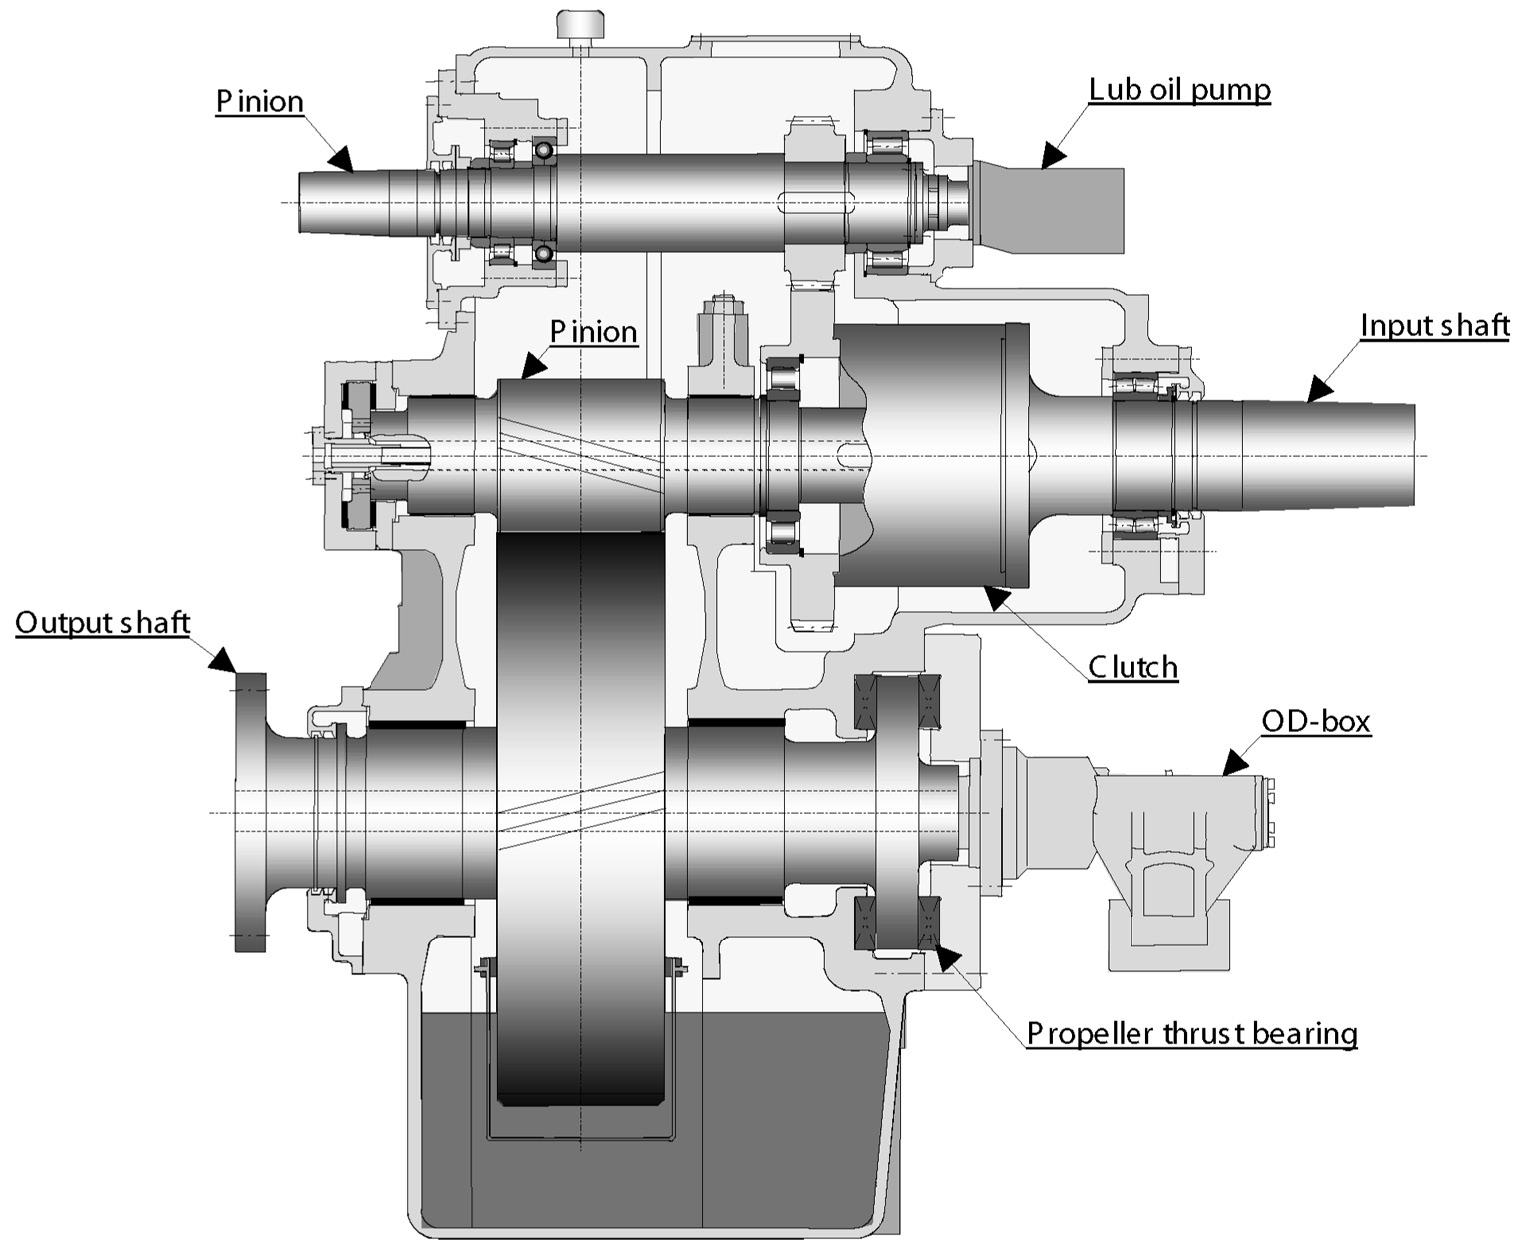 Pinion
Lub oil pump
Pinion
Input shaft
Output shaft
Clutch
OD-box
Propeller thrust bearing